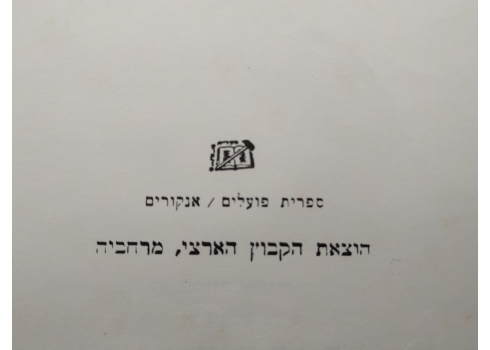 ספרית פועלים / אנקורים
הוצאת הקבוץ הארצי, מרחביה